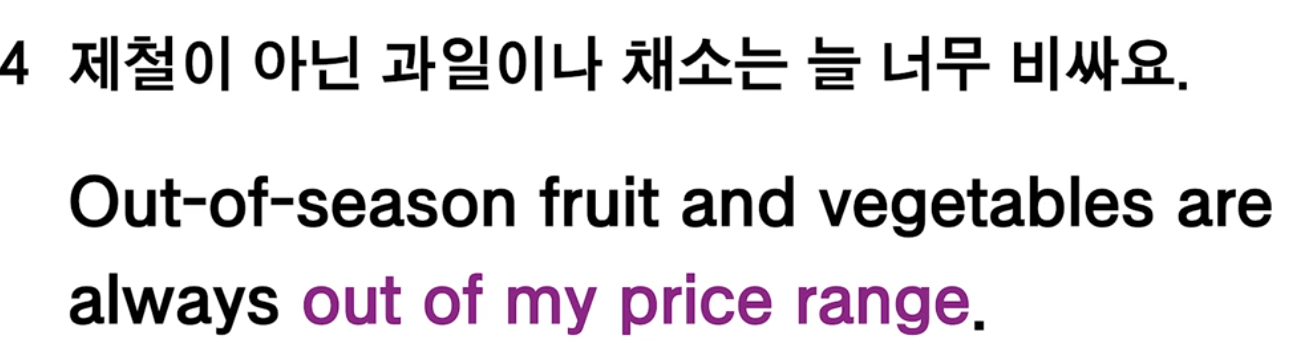 4 제철이 아닌 과일이나 채소는 늘 너무 비싸요.
Out-of-season fruit and vegetables are
always out of my price range.